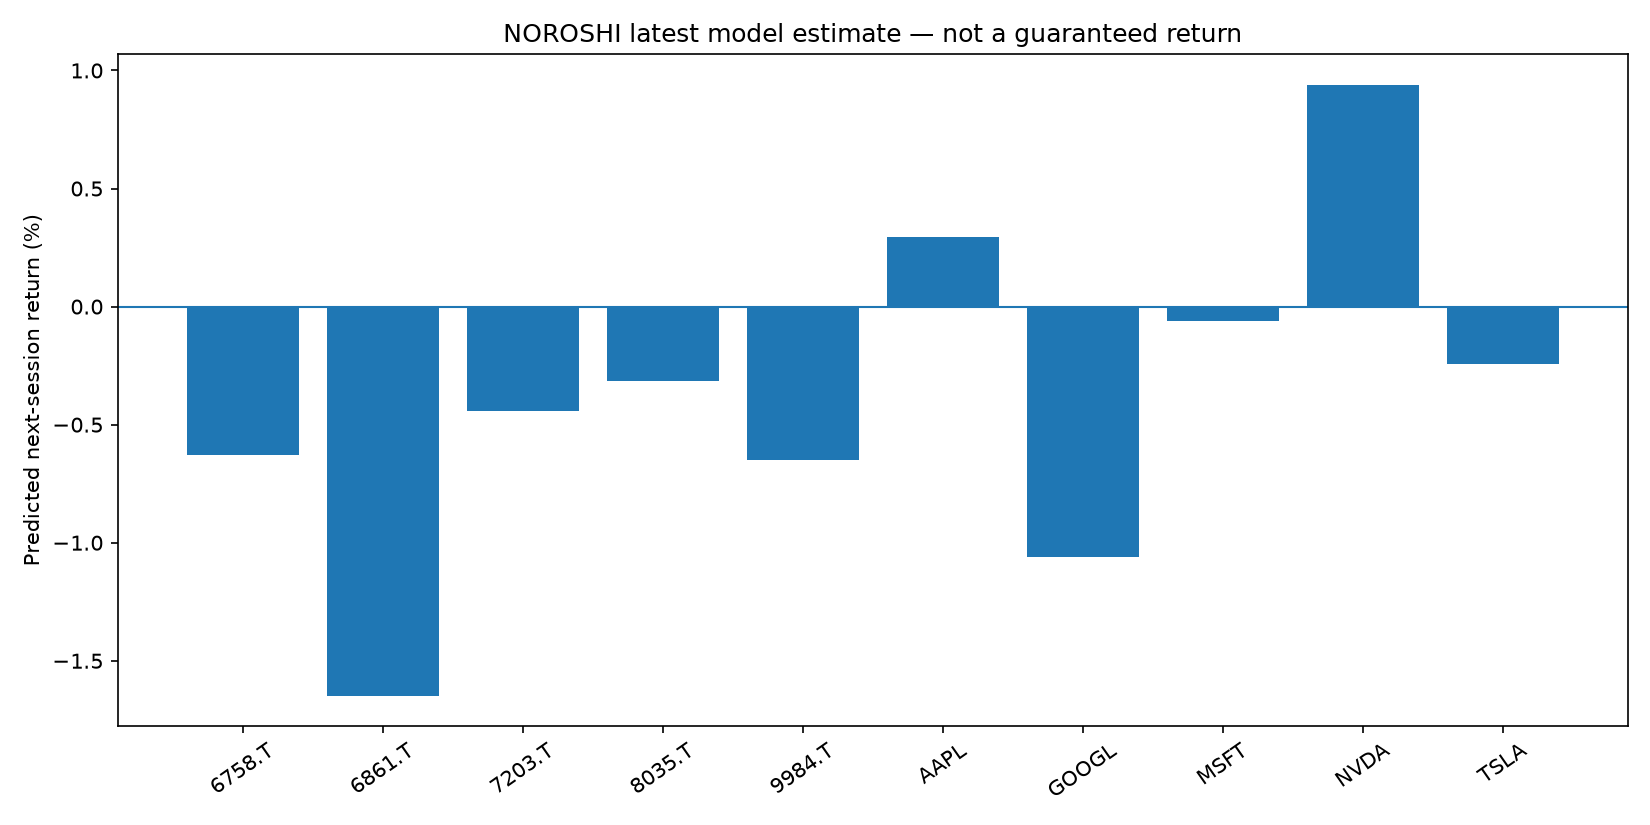 NOROSHI latest model estimate — not a guaranteed return
Predicted next-session return (%)
1.0
0.5
0.0
−0.5
−1.0
−1.5
6758.T
6861.T
7203.T
8035.T
9984.T
AAPL
GOOGL
MSFT
NVDA
TSLA